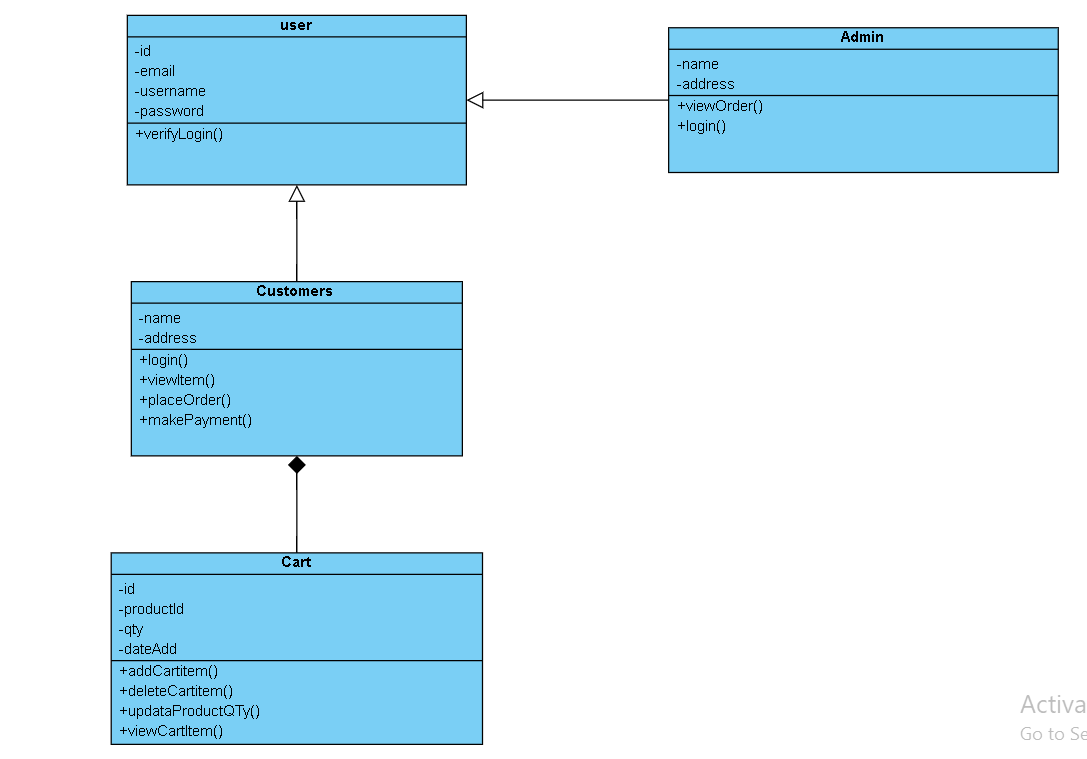 user
-id
-email
-username
-password
+verifyLogin()
Admin
-name
-address
+viewOrder()
+login()
Customers
-name
-address
+login()
+viewItem()
+placeOrder()
+makePayment()
Cart
-id
-productId
-qty
-dateAdd
+addCartitem()
+deleteCartitem()
+updataProductQTy()
+viewCartItem()
Activa
Go to Se